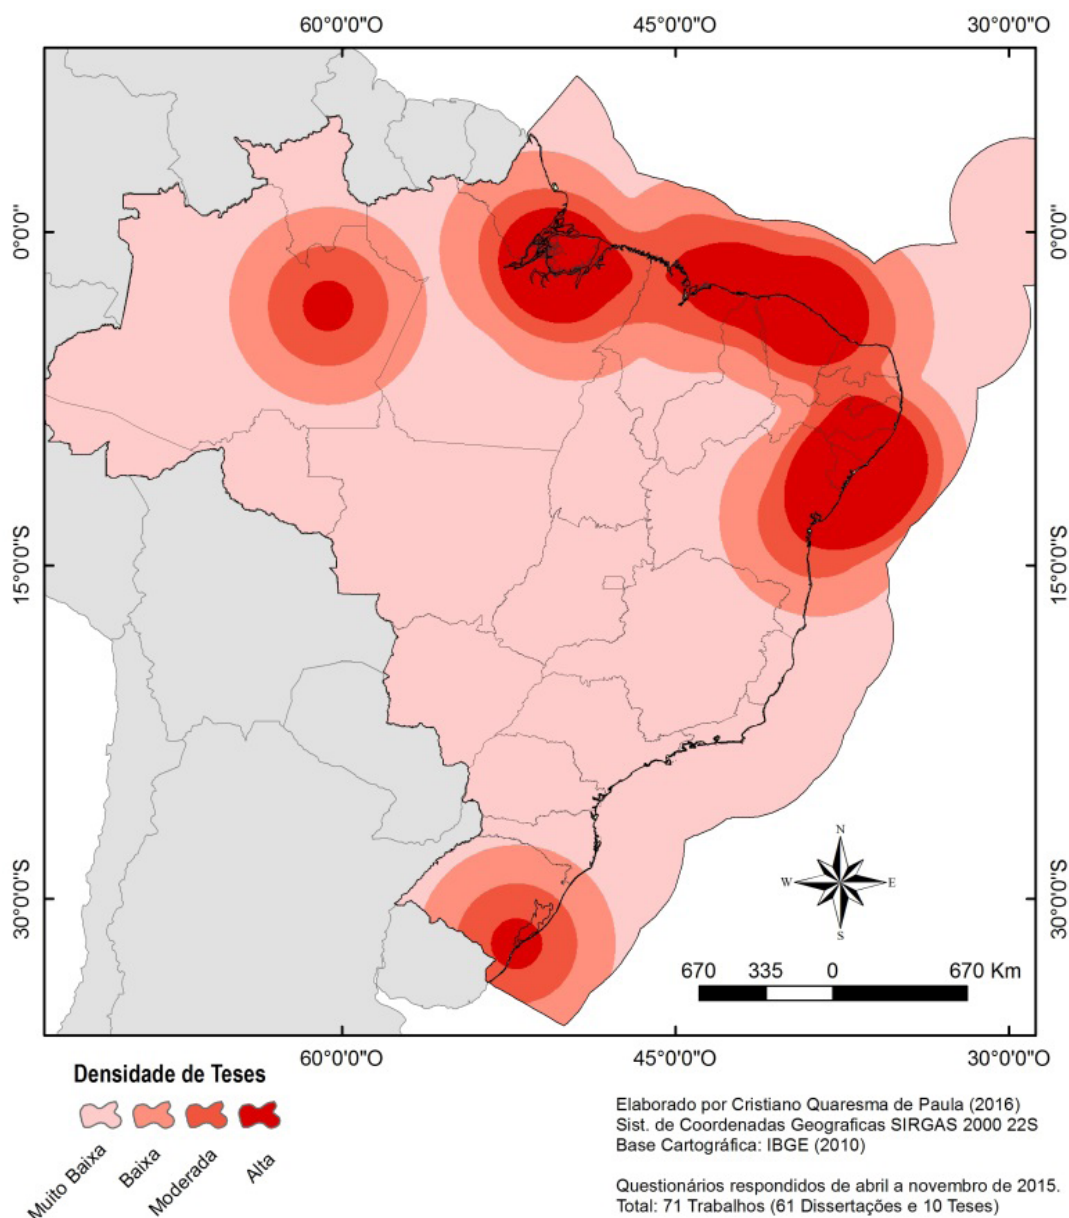 60°0'0"O 45°0'0"O 30°0'0"O
0°0'0" 0°0'0"
15°0'0"S 15°0'0"S
30°0'0"S 30°0'0"S
N
W E
S
670 335 0 670 Km
60°0'0"O 45°0'0"O 30°0'0"O
Densidade de Teses
Muito Baixa
Baixa
Moderada
Alta
Elaborado por Cristiano Quaresma de Paula (2016)
Sist. de Coordenadas Geograficas SIRGAS 2000 22S
Base Cartográfica: IBGE (2010)
Questionários respondidos de abril a novembro de 2015.
Total: 71 Trabalhos (61 Dissertações e 10 Teses)